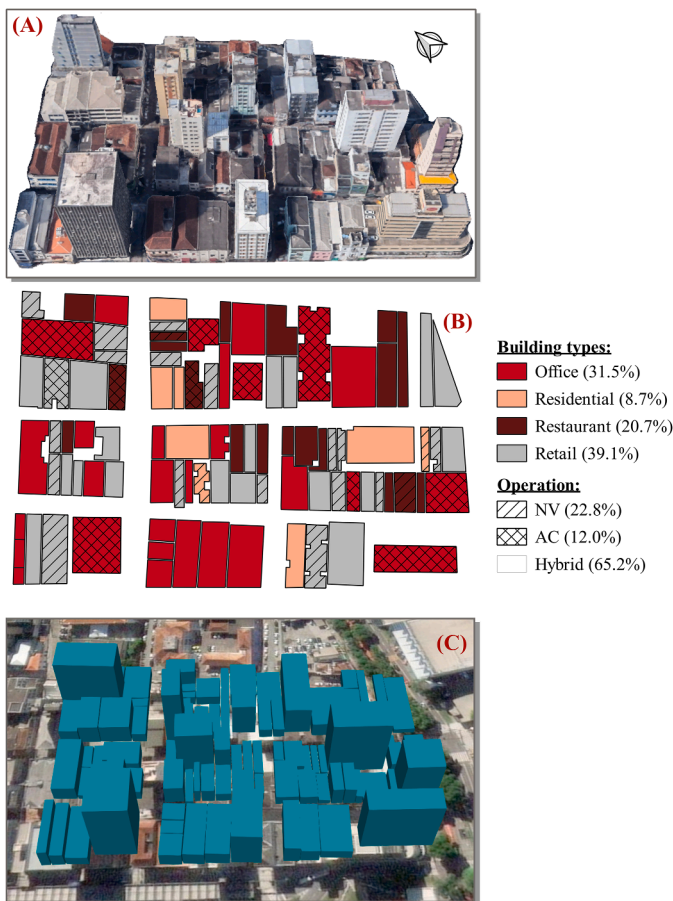 (A)
(B)
Building types:
Office (31.5%)
Residential (8.7%)
Restaurant (20.7%)
Retail (39.1%)
Operation:
NV (22.8%)
AC (12.0%)
Hybrid (65.2%)
(C)